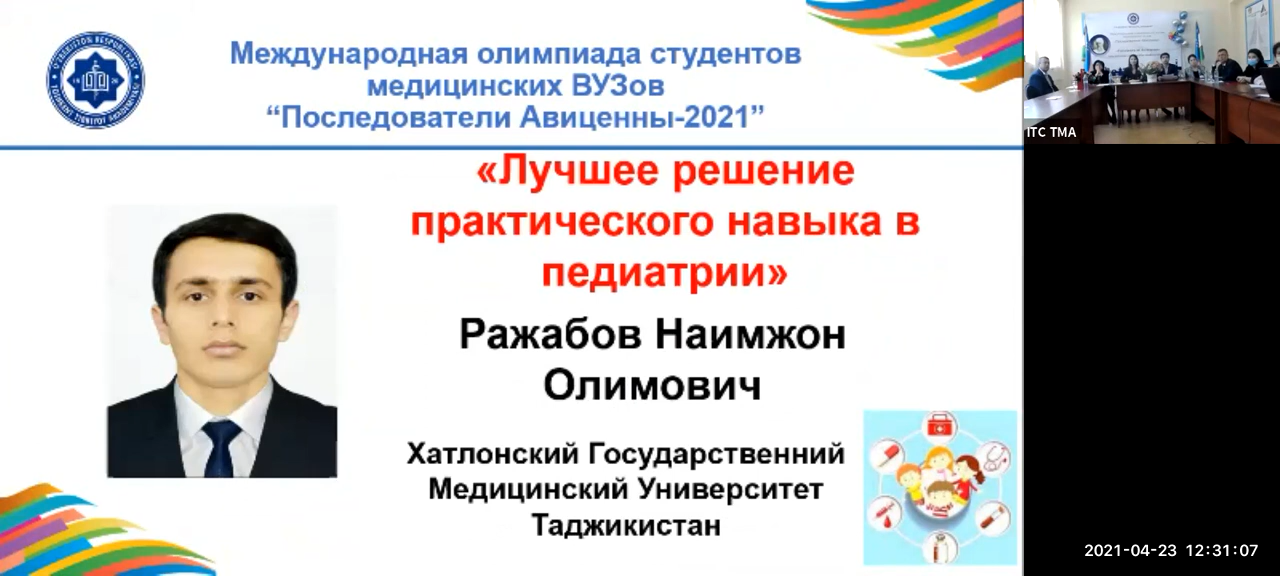 Международная олимпиада студентов
медицинских ВУЗов
“Последователи Авиценны-2021”
«Лучшее решение
практического навыка в
педиатрии»
Ражабов Наимжон
Олимович
Хатлонский Государственний
Медицинский Университет
Таджикистан
ITC TMA
2021-04-23 12:31:07